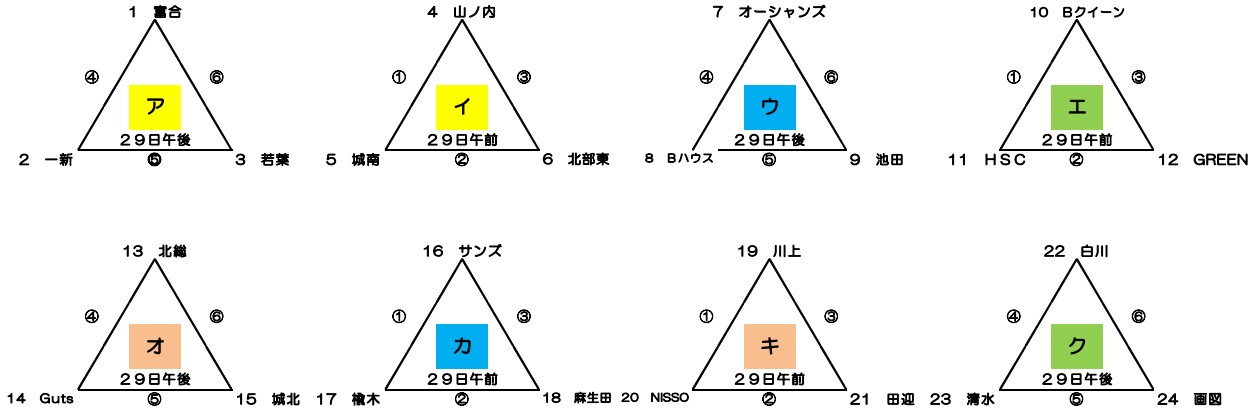 1 富合
④ ⑥
ア
29日午後
2 一新 ⑤ 3 若葉
4 山ノ内
① ③
イ
29日午前
5 城南 ② 6 北部東
7 オーシャンズ
④ ⑥
ウ
29日午後
8 Bハウス ⑤ 9 池田
10 Bクイーン
① ③
エ
29日午前
11 HSC ② 12 GREEN
13 北総
④ ⑥
オ
29日午後
14 Guts ⑤ 15 城北
16 サンズ
① ③
カ
29日午前
17 楡木 ② 18 麻生田
19 川上
① ③
キ
29日午前
20 NISSO ② 21 田迎
22 白川
④ ⑥
ク
29日午後
23 清水 ⑤ 24 画図